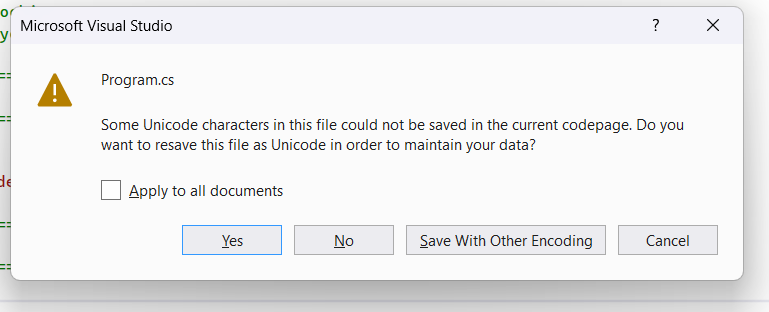 Microsoft Visual Studio
?
Program.cs
Some Unicode characters in this file could not be saved in the current codepage. Do you
want to resave this file as Unicode in order to maintain your data?
Apply to all documents
Yes No Save With Other Encoding Cancel